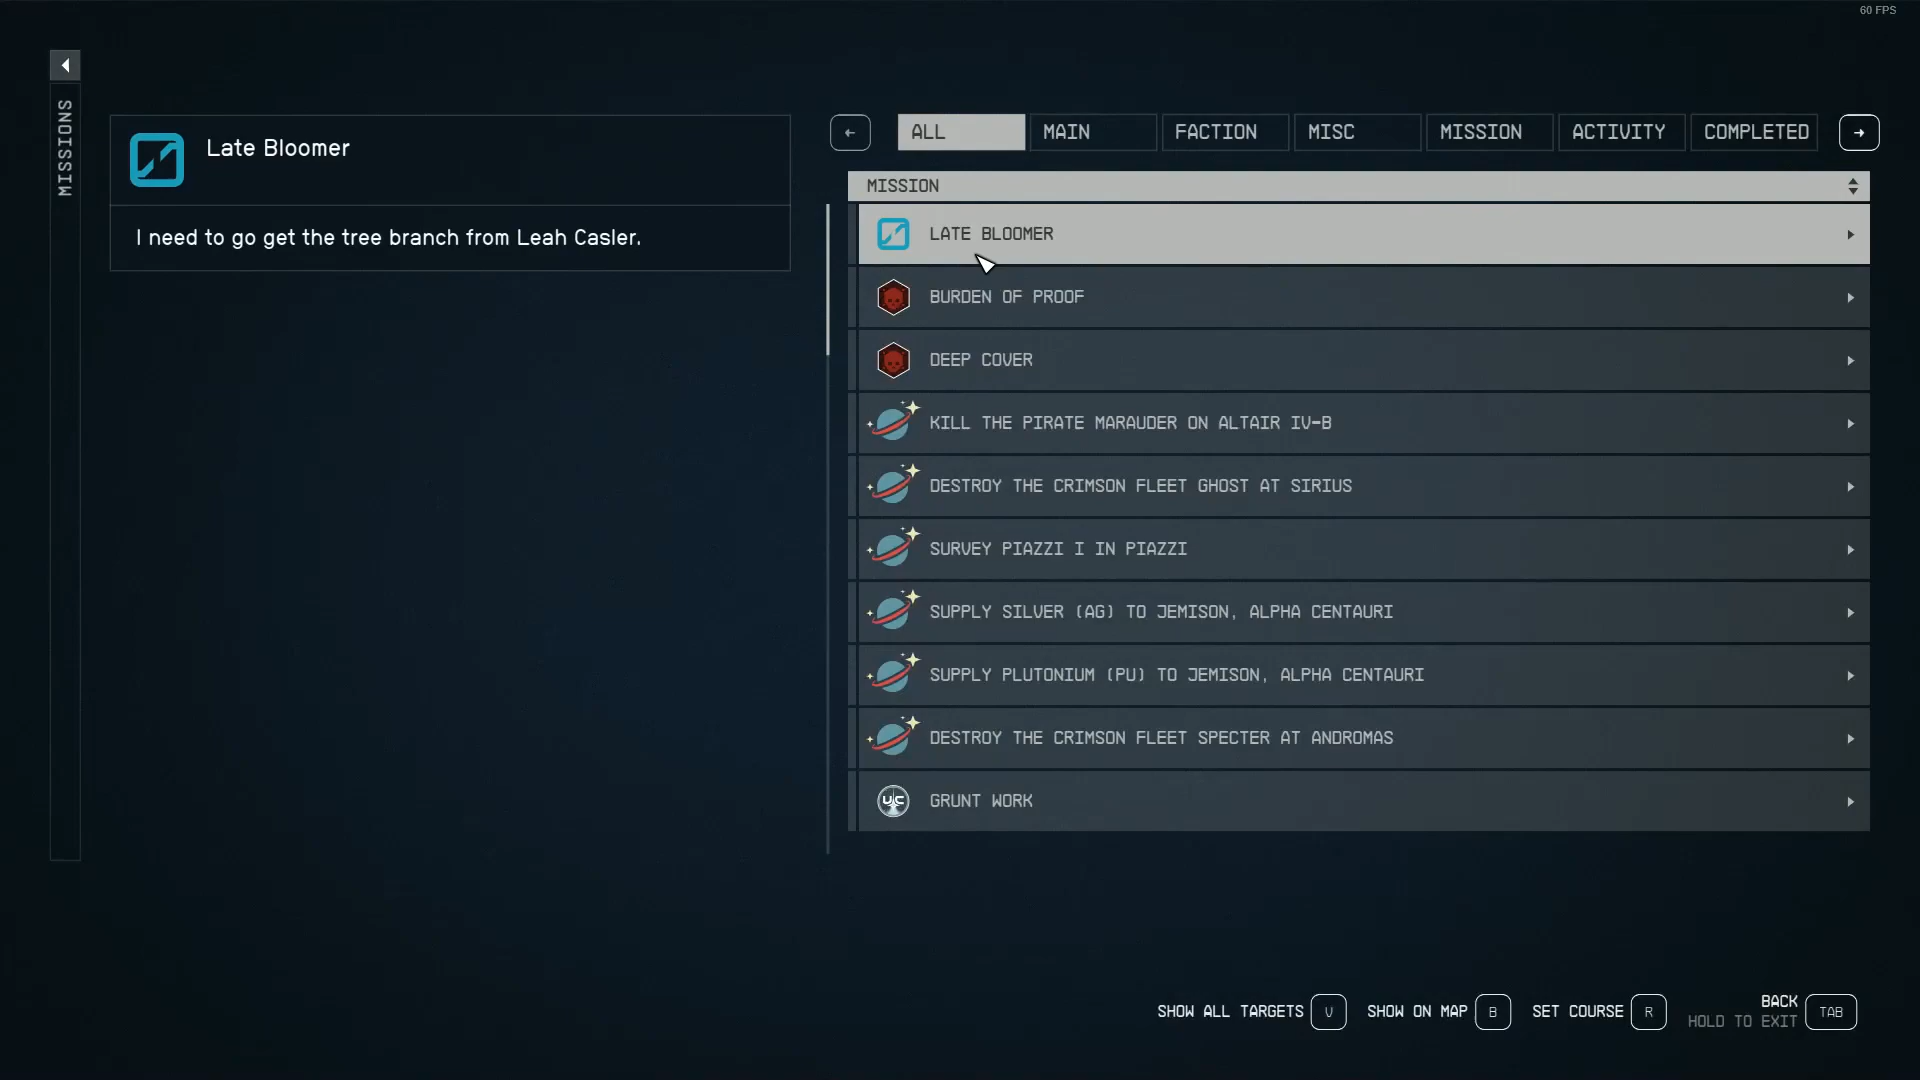 60 FPS
MISSIONS
Late Bloomer
I need to go get the tree branch from Leah Casler.
ALL
MAIN
FACTION
MISC
MISSION
ACTIVITY
COMPLETED
MISSION
LATE BLOOMER
BURDEN OF PROOF
DEEP COVER
KILL THE PIRATE MARAUDER ON ALTAIR IV-B
DESTROY THE CRIMSON FLEET GHOST AT SIRIUS
SURVEY PIAZZI I IN PIAZZI
SUPPLY SILVER (AG) TO JEMISON, ALPHA CENTAURI
SUPPLY PLUTONIUM (PU) TO JEMISON, ALPHA CENTAURI
DESTROY THE CRIMSON FLEET SPECTER AT ANDROMAS
UC
GRUNT WORK
SHOW ALL TARGETS V
SHOW ON MAP B
SET COURSE R
BACK
HOLD TO EXIT
TAB